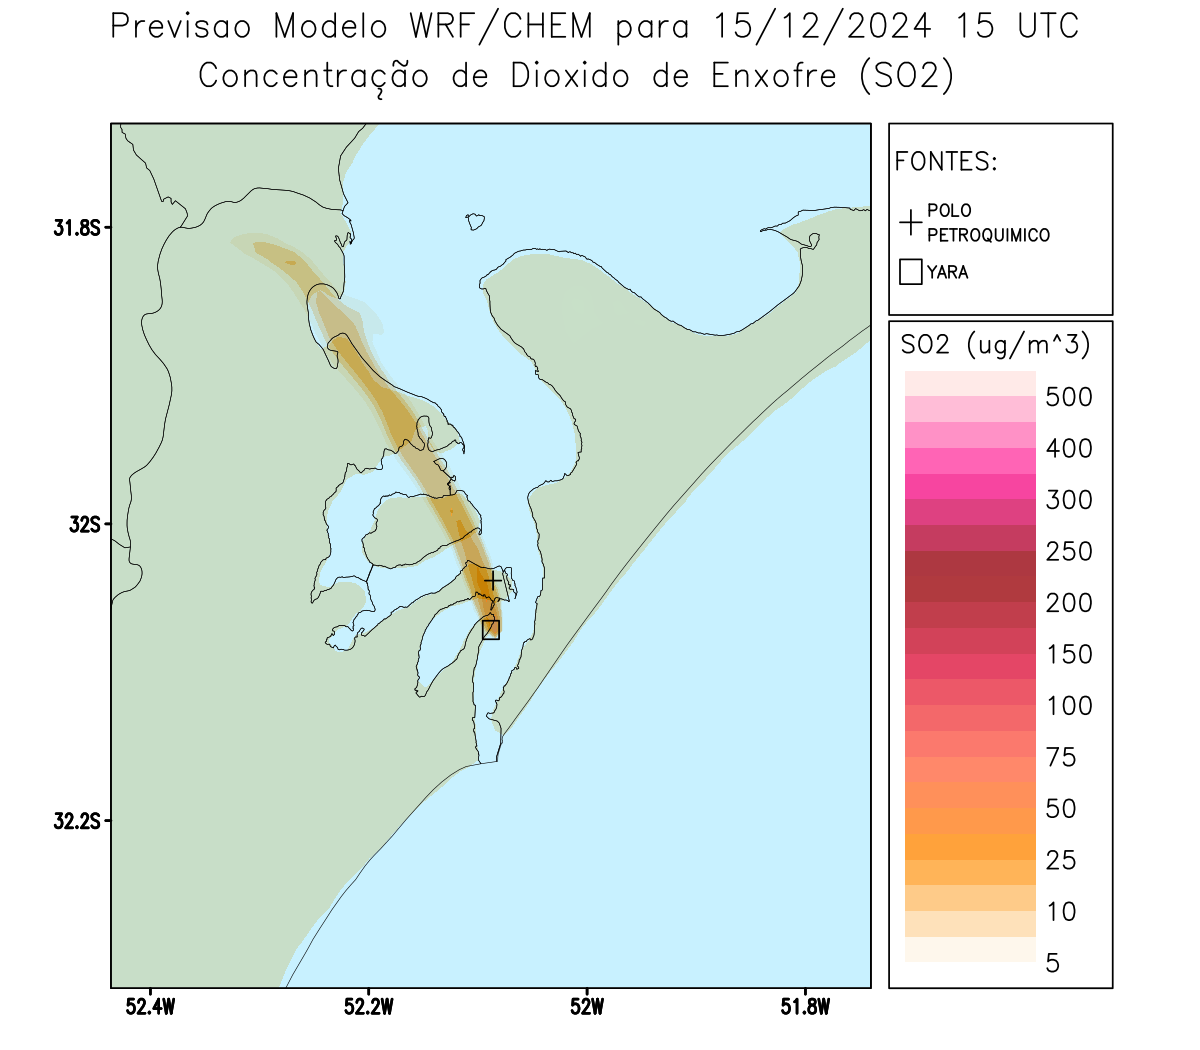 Previsao Modelo WRF/CHEM para 15/12/2024 15 UTC
Concentração de Dioxido de Enxofre (SO2)
FONTES:
POLO
PETROQUIMICO
YARA
SO2 (ug/m^3)
500
400
300
250
200
150
100
75
50
25
10
5
31.8S
32S
32.2S
52.4W
52.2W
52W
51.8W